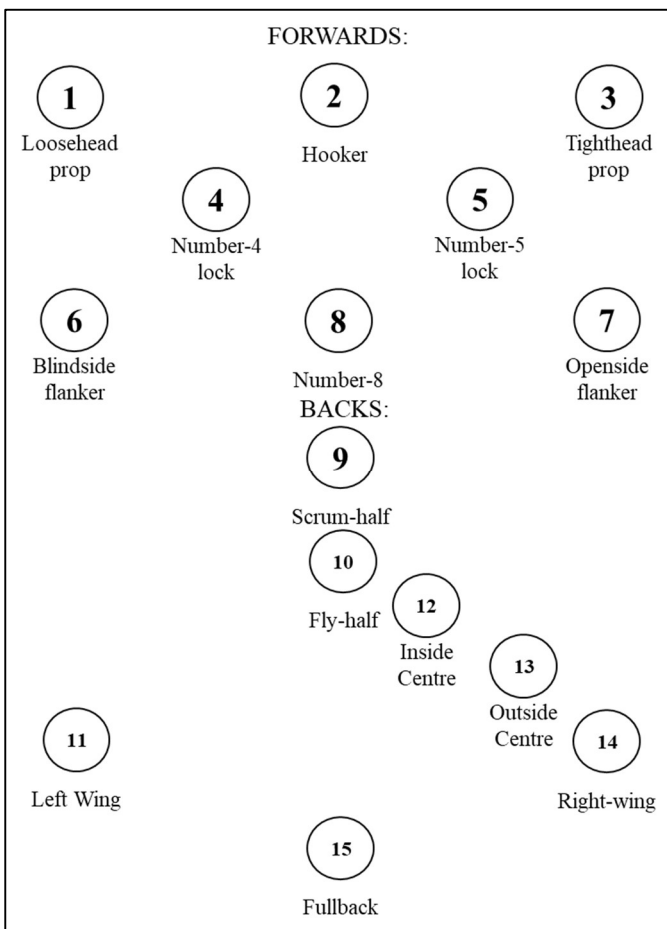 FORWARDS:
1
2
3
Loosehead
prop
Hooker
Tighthead
prop
4
5
Number-4
lock
Number-5
lock
6
8
7
Blindside
flanker
Number-8
Openside
flanker
BACKS:
9
Scrum-half
10
Fly-half
12
Inside
Centre
13
Outside
Centre
11
Left Wing
14
Right-wing
15
Fullback